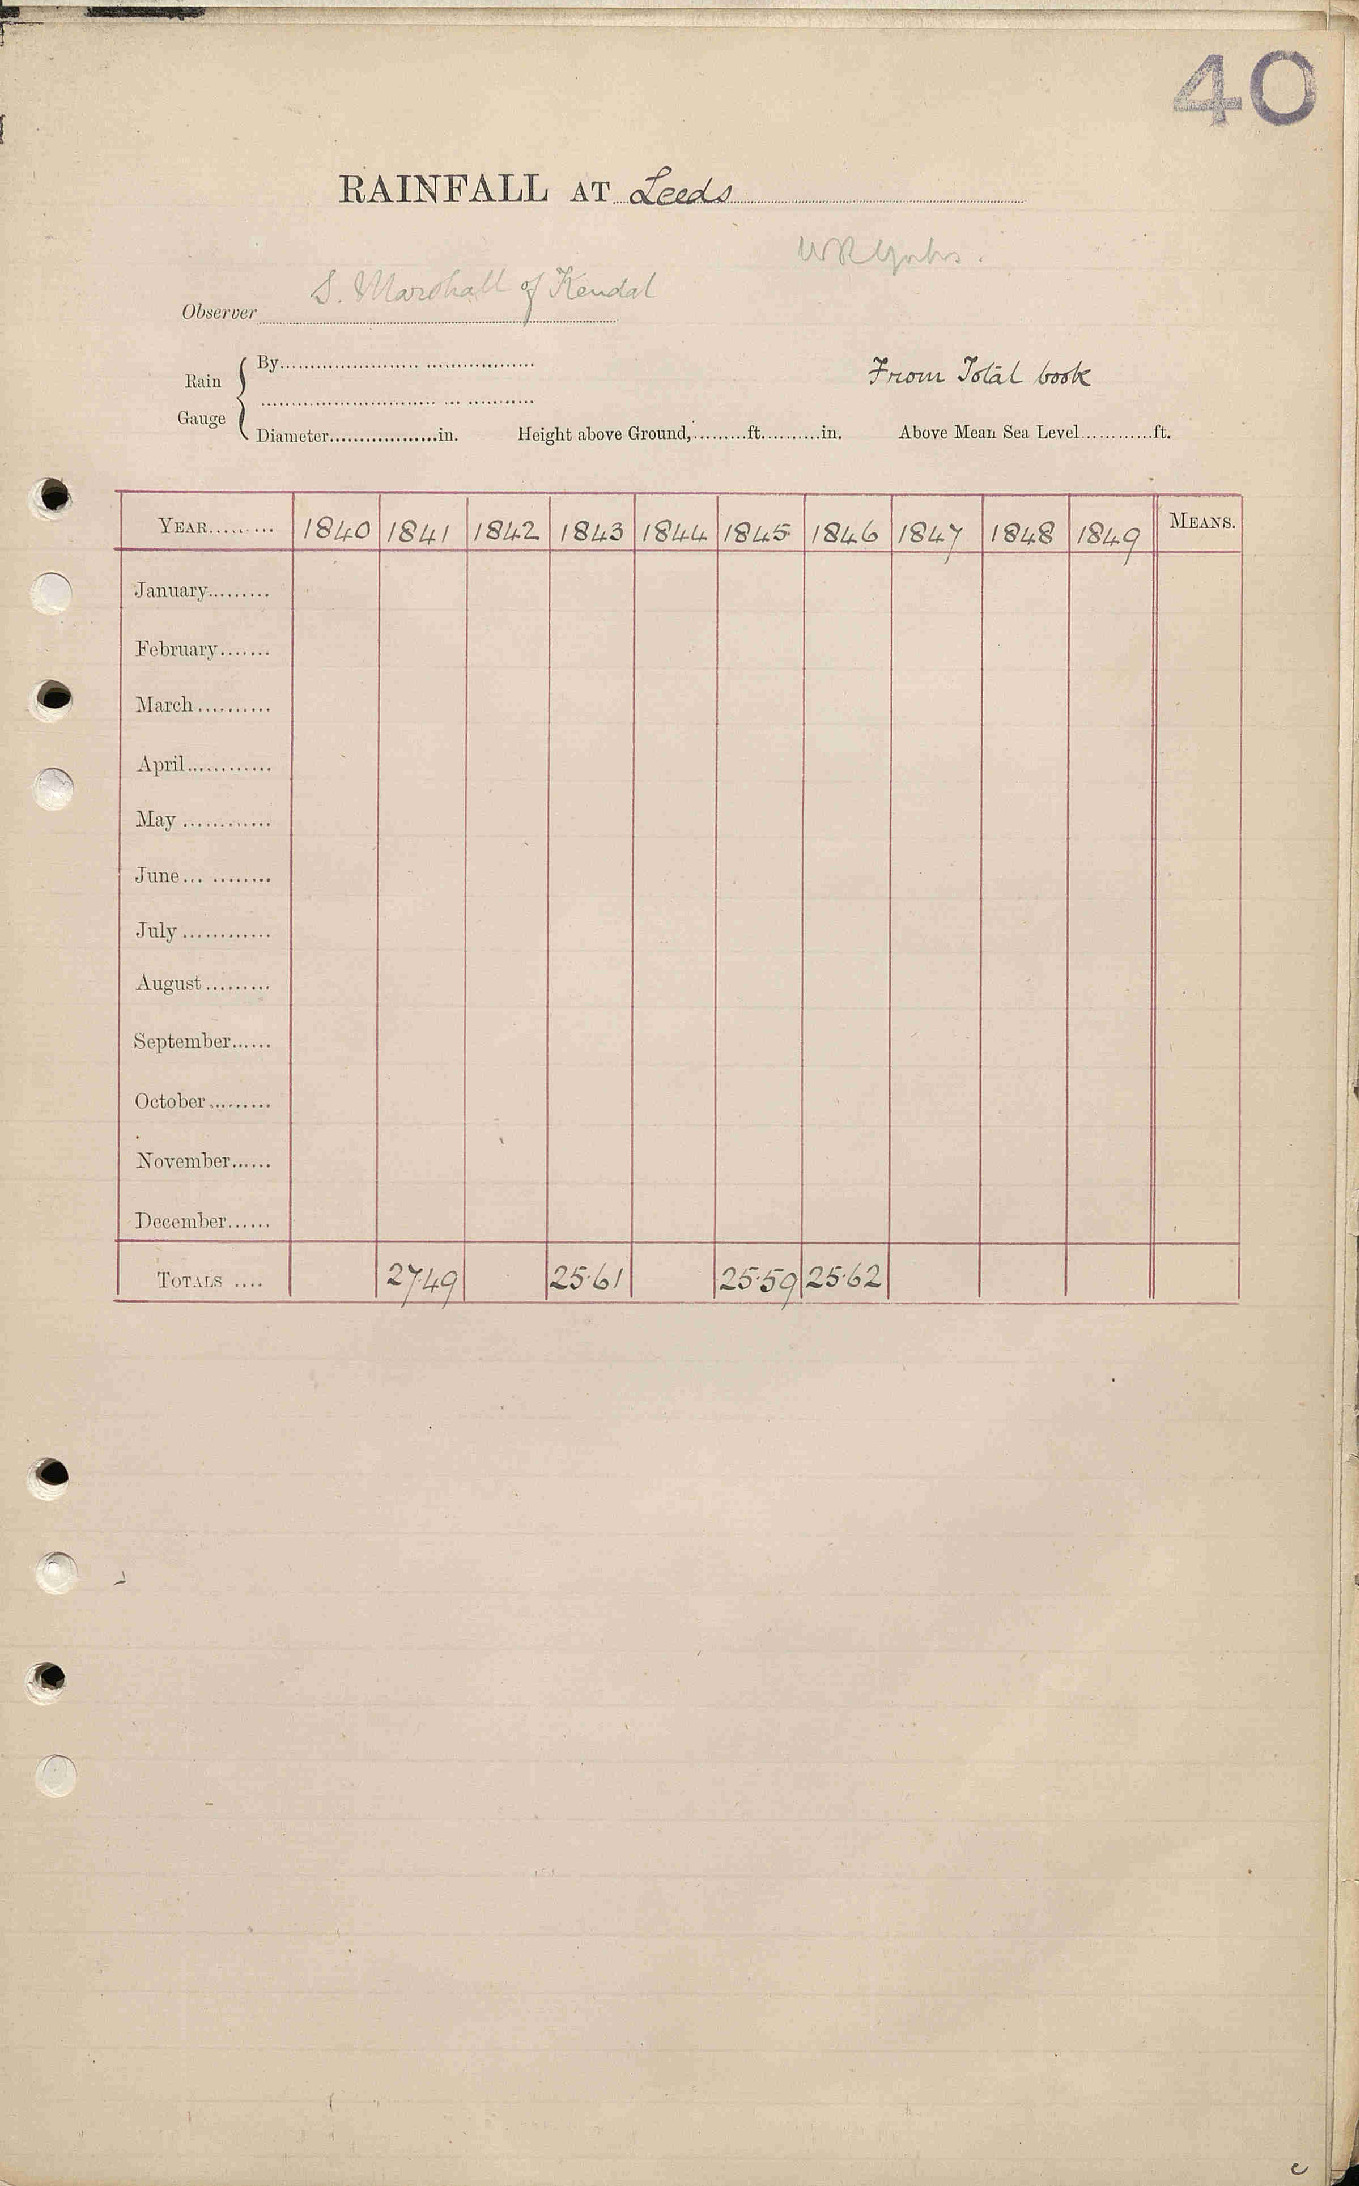 40
RAINFALL AT Leeds
W R Yorks.
S. Marshall of Kendal
Observer
Rain Gauge { By
From Total book
Diameter..................in. Height above Ground,.........ft..........in. Above Mean Sea Level............ft.
YEAR......... 1840 1841 1842 1843 1844 1845 1846 1847 1848 1849 MEANS.
January.........
February.......
March..........
April............
May............
June............
July............
August.........
September......
October.........
November......
December......
TOTALS .... 27.49 25.61 25.59 25.62
c